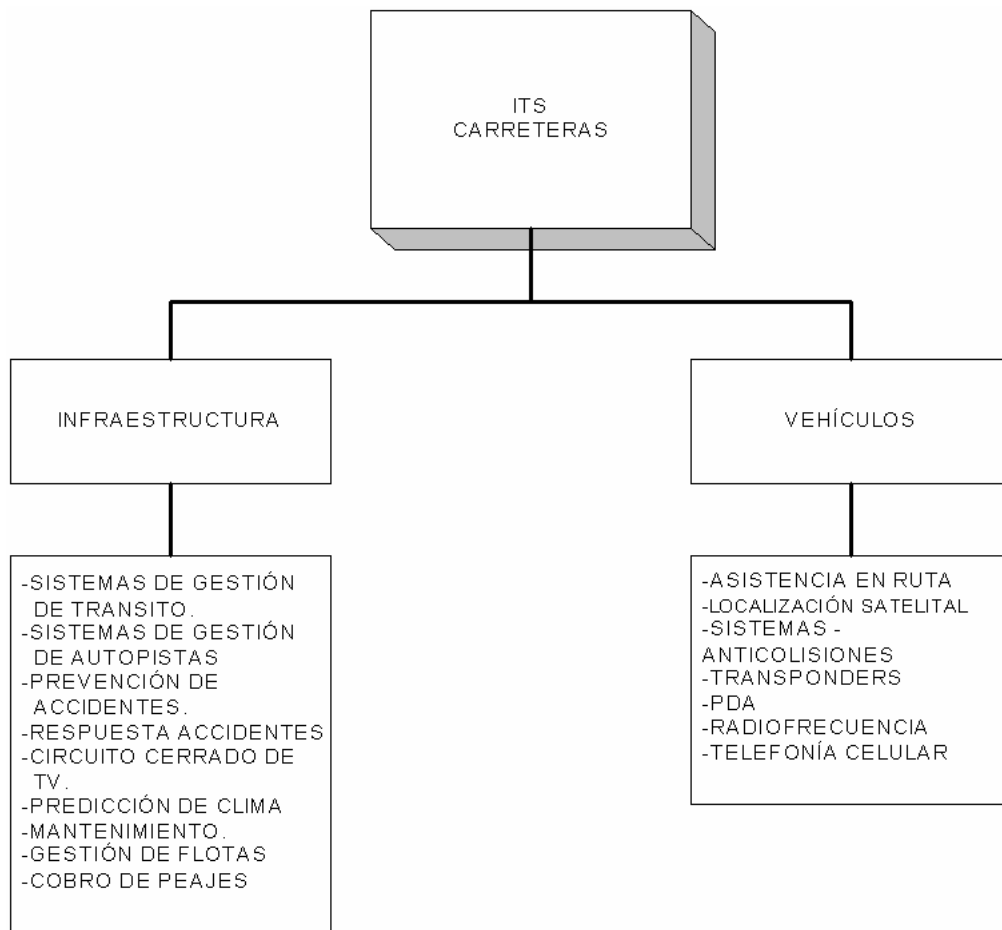 ITS
CARRETERAS
INFRAESTRUCTURA
VEHÍCULOS
-SISTEMAS DE GESTIÓN
DE TRANSITO.
-SISTEMAS DE GESTIÓN
DE AUTOPISTAS
-PREVENCIÓN DE
ACCIDENTES.
-RESPUESTA ACCIDENTES
-CIRCUITO CERRADO DE
TV.
-PREDICCIÓN DE CLIMA
-MANTENIMIENTO.
-GESTIÓN DE FLOTAS
-COBRO DE PEAJES
-ASISTENCIA EN RUTA
-LOCALIZACIÓN SATELITAL
-SISTEMAS -
ANTICOLISIONES
-TRANSPONDERS
-PDA
-RADIOFRECUENCIA
-TELEFONÍA CELULAR